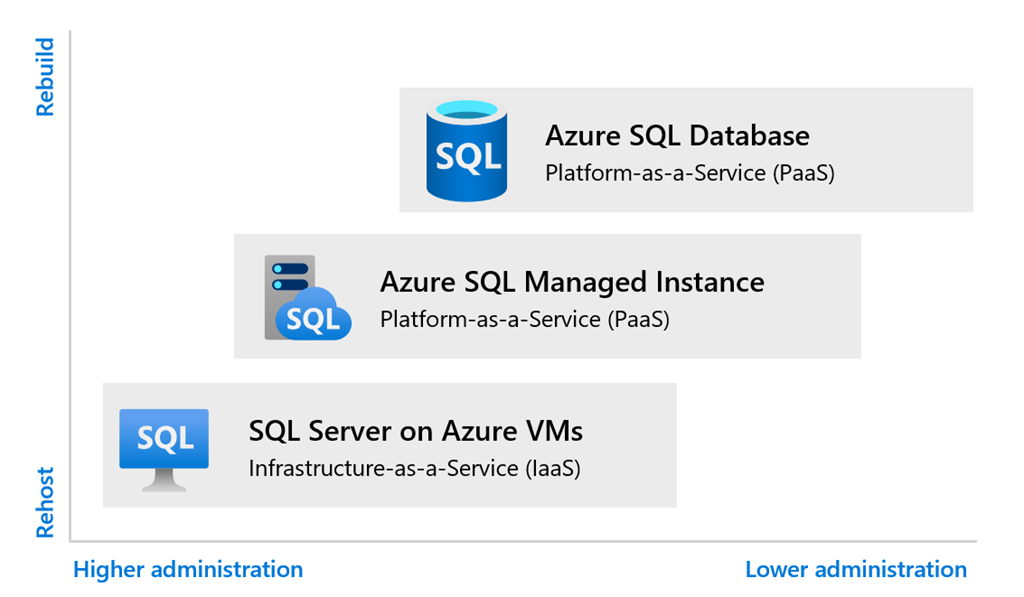 Rebuild
SQL
Azure SQL Database
Platform-as-a-Service (PaaS)
SQL
Azure SQL Managed Instance
Platform-as-a-Service (PaaS)
SQL
SQL Server on Azure VMs
Infrastructure-as-a-Service (IaaS)
Rehost
Higher administration
Lower administration